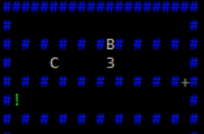 #####################
#                   #
# # # # # #B# # # # #
#    C     3        #
# # # # # # # # # #+#
#!                  #
# # # # # # # # # # #